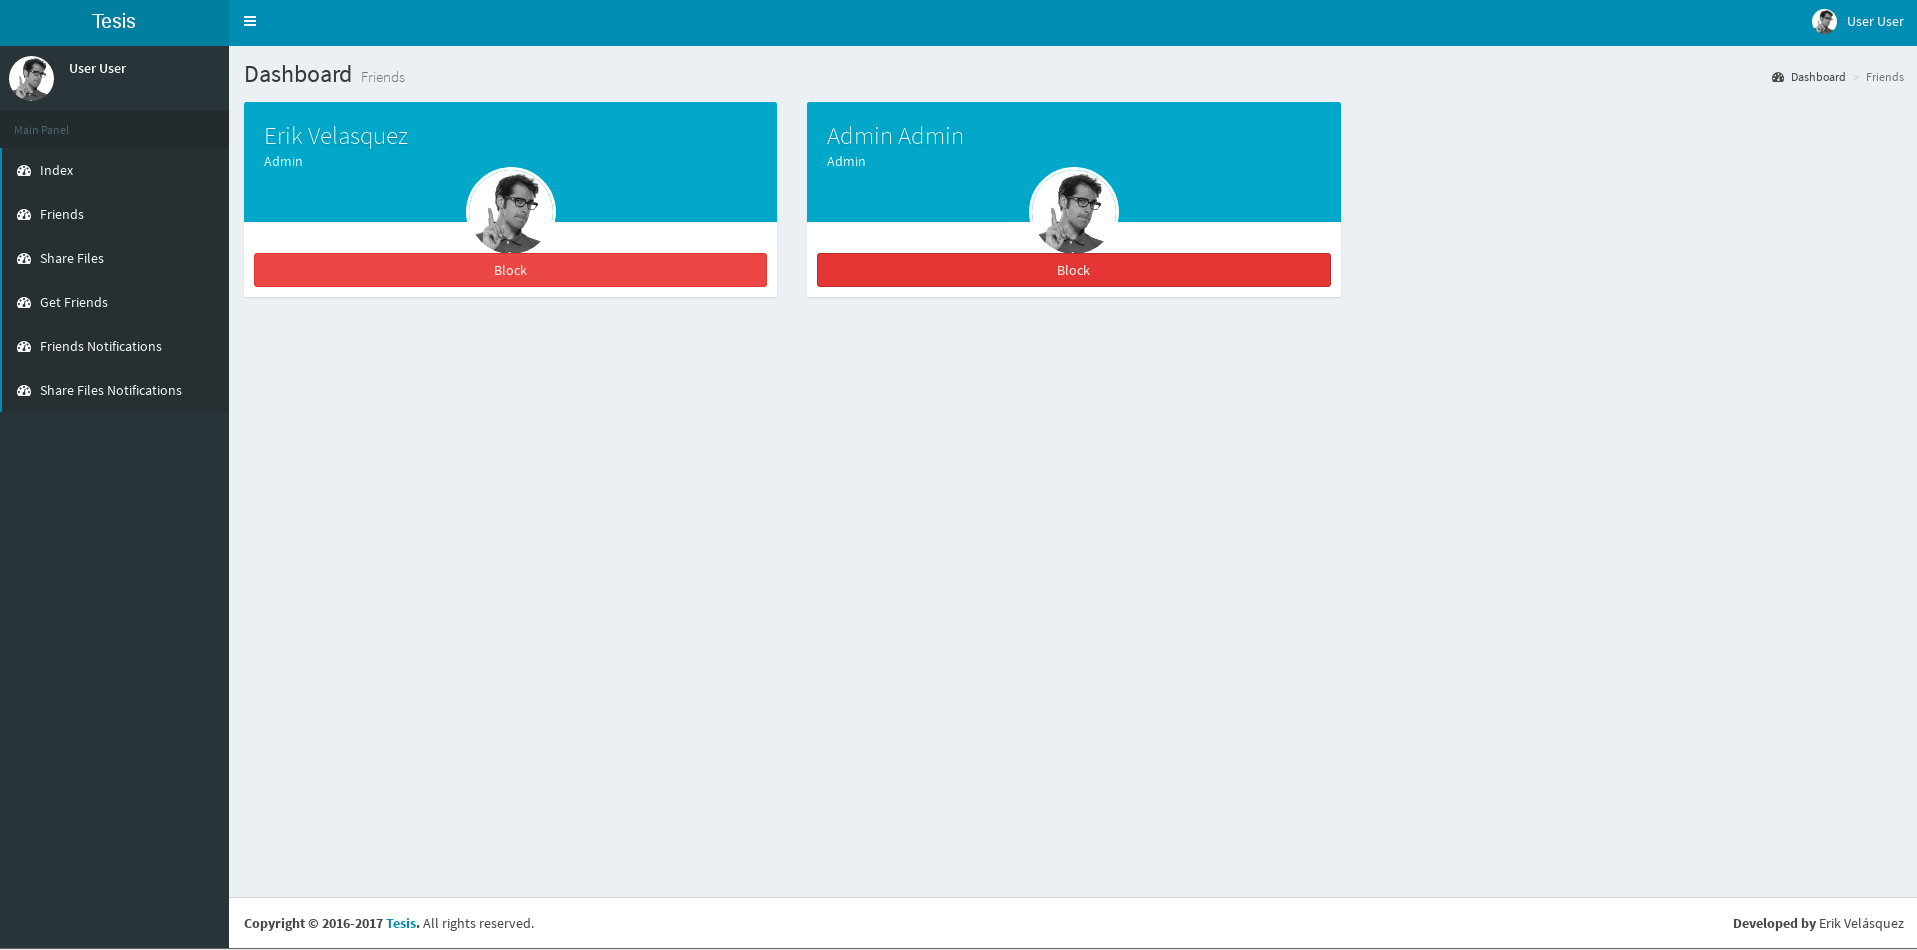 Tesis
User User
User User
Main Panel
Index
Friends
Share Files
Get Friends
Friends Notifications
Share Files Notifications
Dashboard Friends
Dashboard > Friends
Erik Velasquez
Admin
Block
Admin Admin
Admin
Block
Copyright © 2016-2017 Tesis. All rights reserved.
Developed by Erik Velásquez